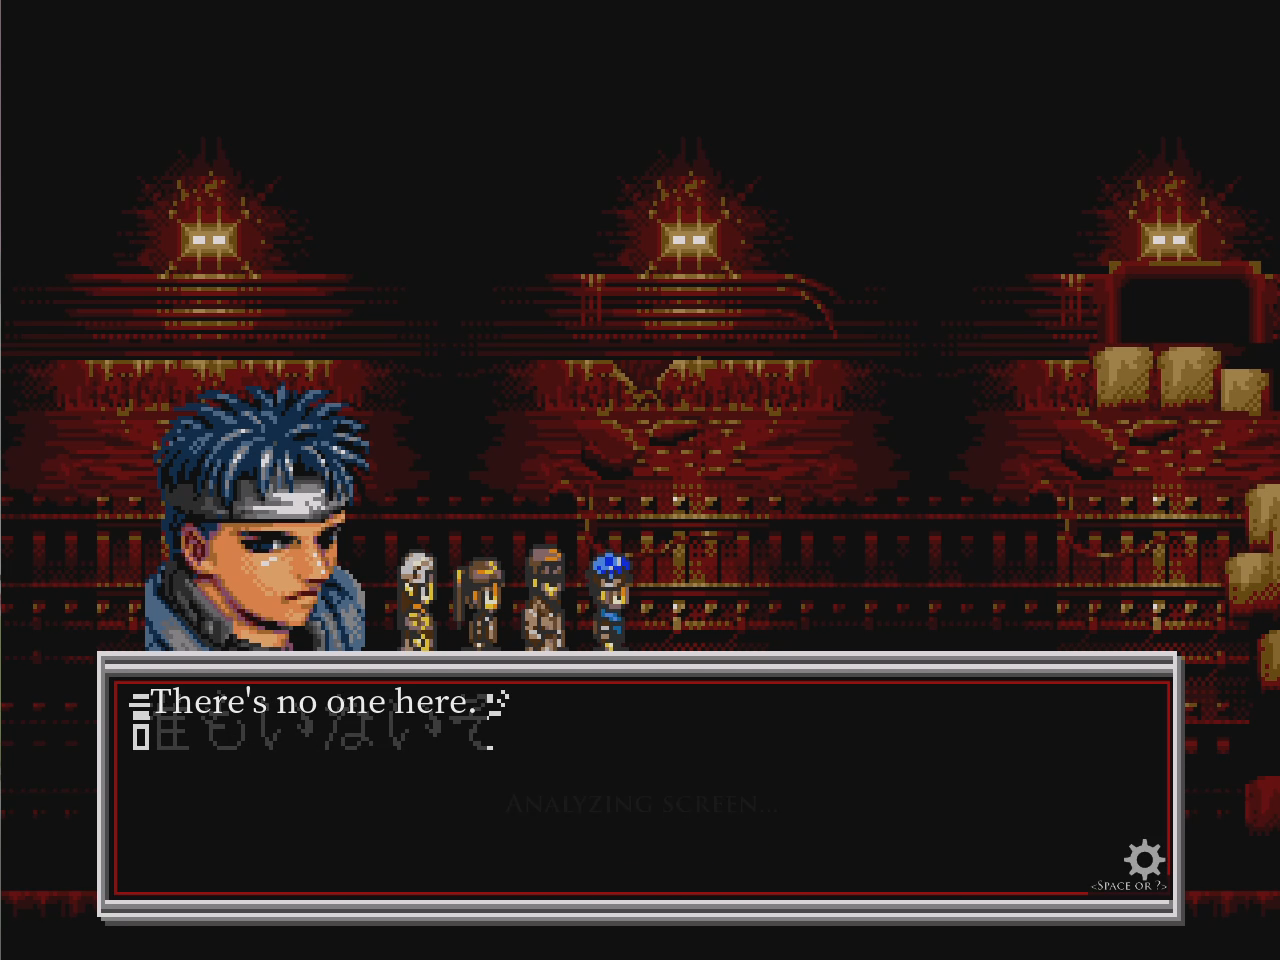 There's no one here.
誰もいないぞ
ANALYZING SCREEN...
<SPACE OR ?>